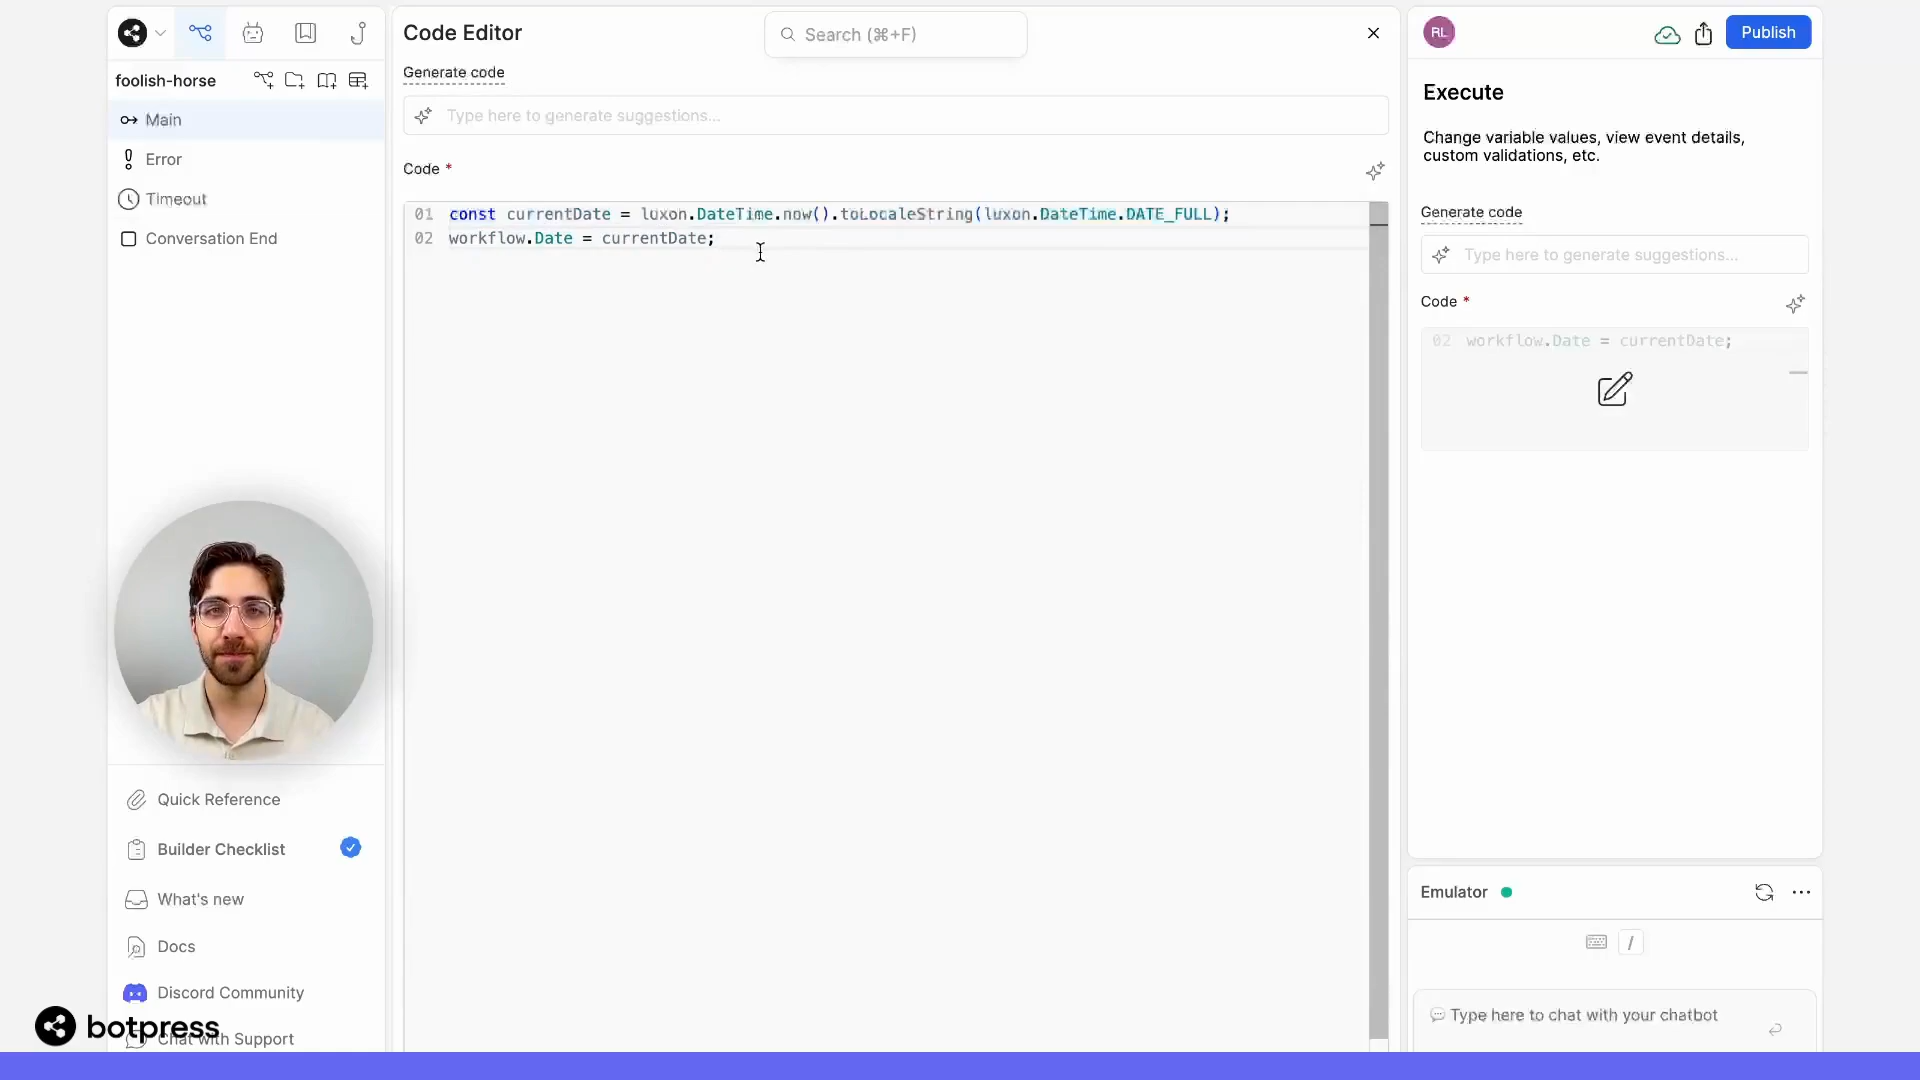 Code Editor
Search (⌘+F)
RL
Publish
Generate code
foolish-horse
Execute
Type here to generate suggestions...
Main
Change variable values, view event details,
custom validations, etc.
Error
Code *
Timeout
Generate code
01 const currentDate = luxon.DateTime.now().toLocaleString(luxon.DateTime.DATE_FULL);
Conversation End
02 workflow.Date = currentDate;
Type here to generate suggestions...
Code *
02 workflow.Date = currentDate;
Quick Reference
Builder Checklist
Emulator
What's new
/
Docs
Discord Community
Type here to chat with your chatbot
botpress
Chat with Support